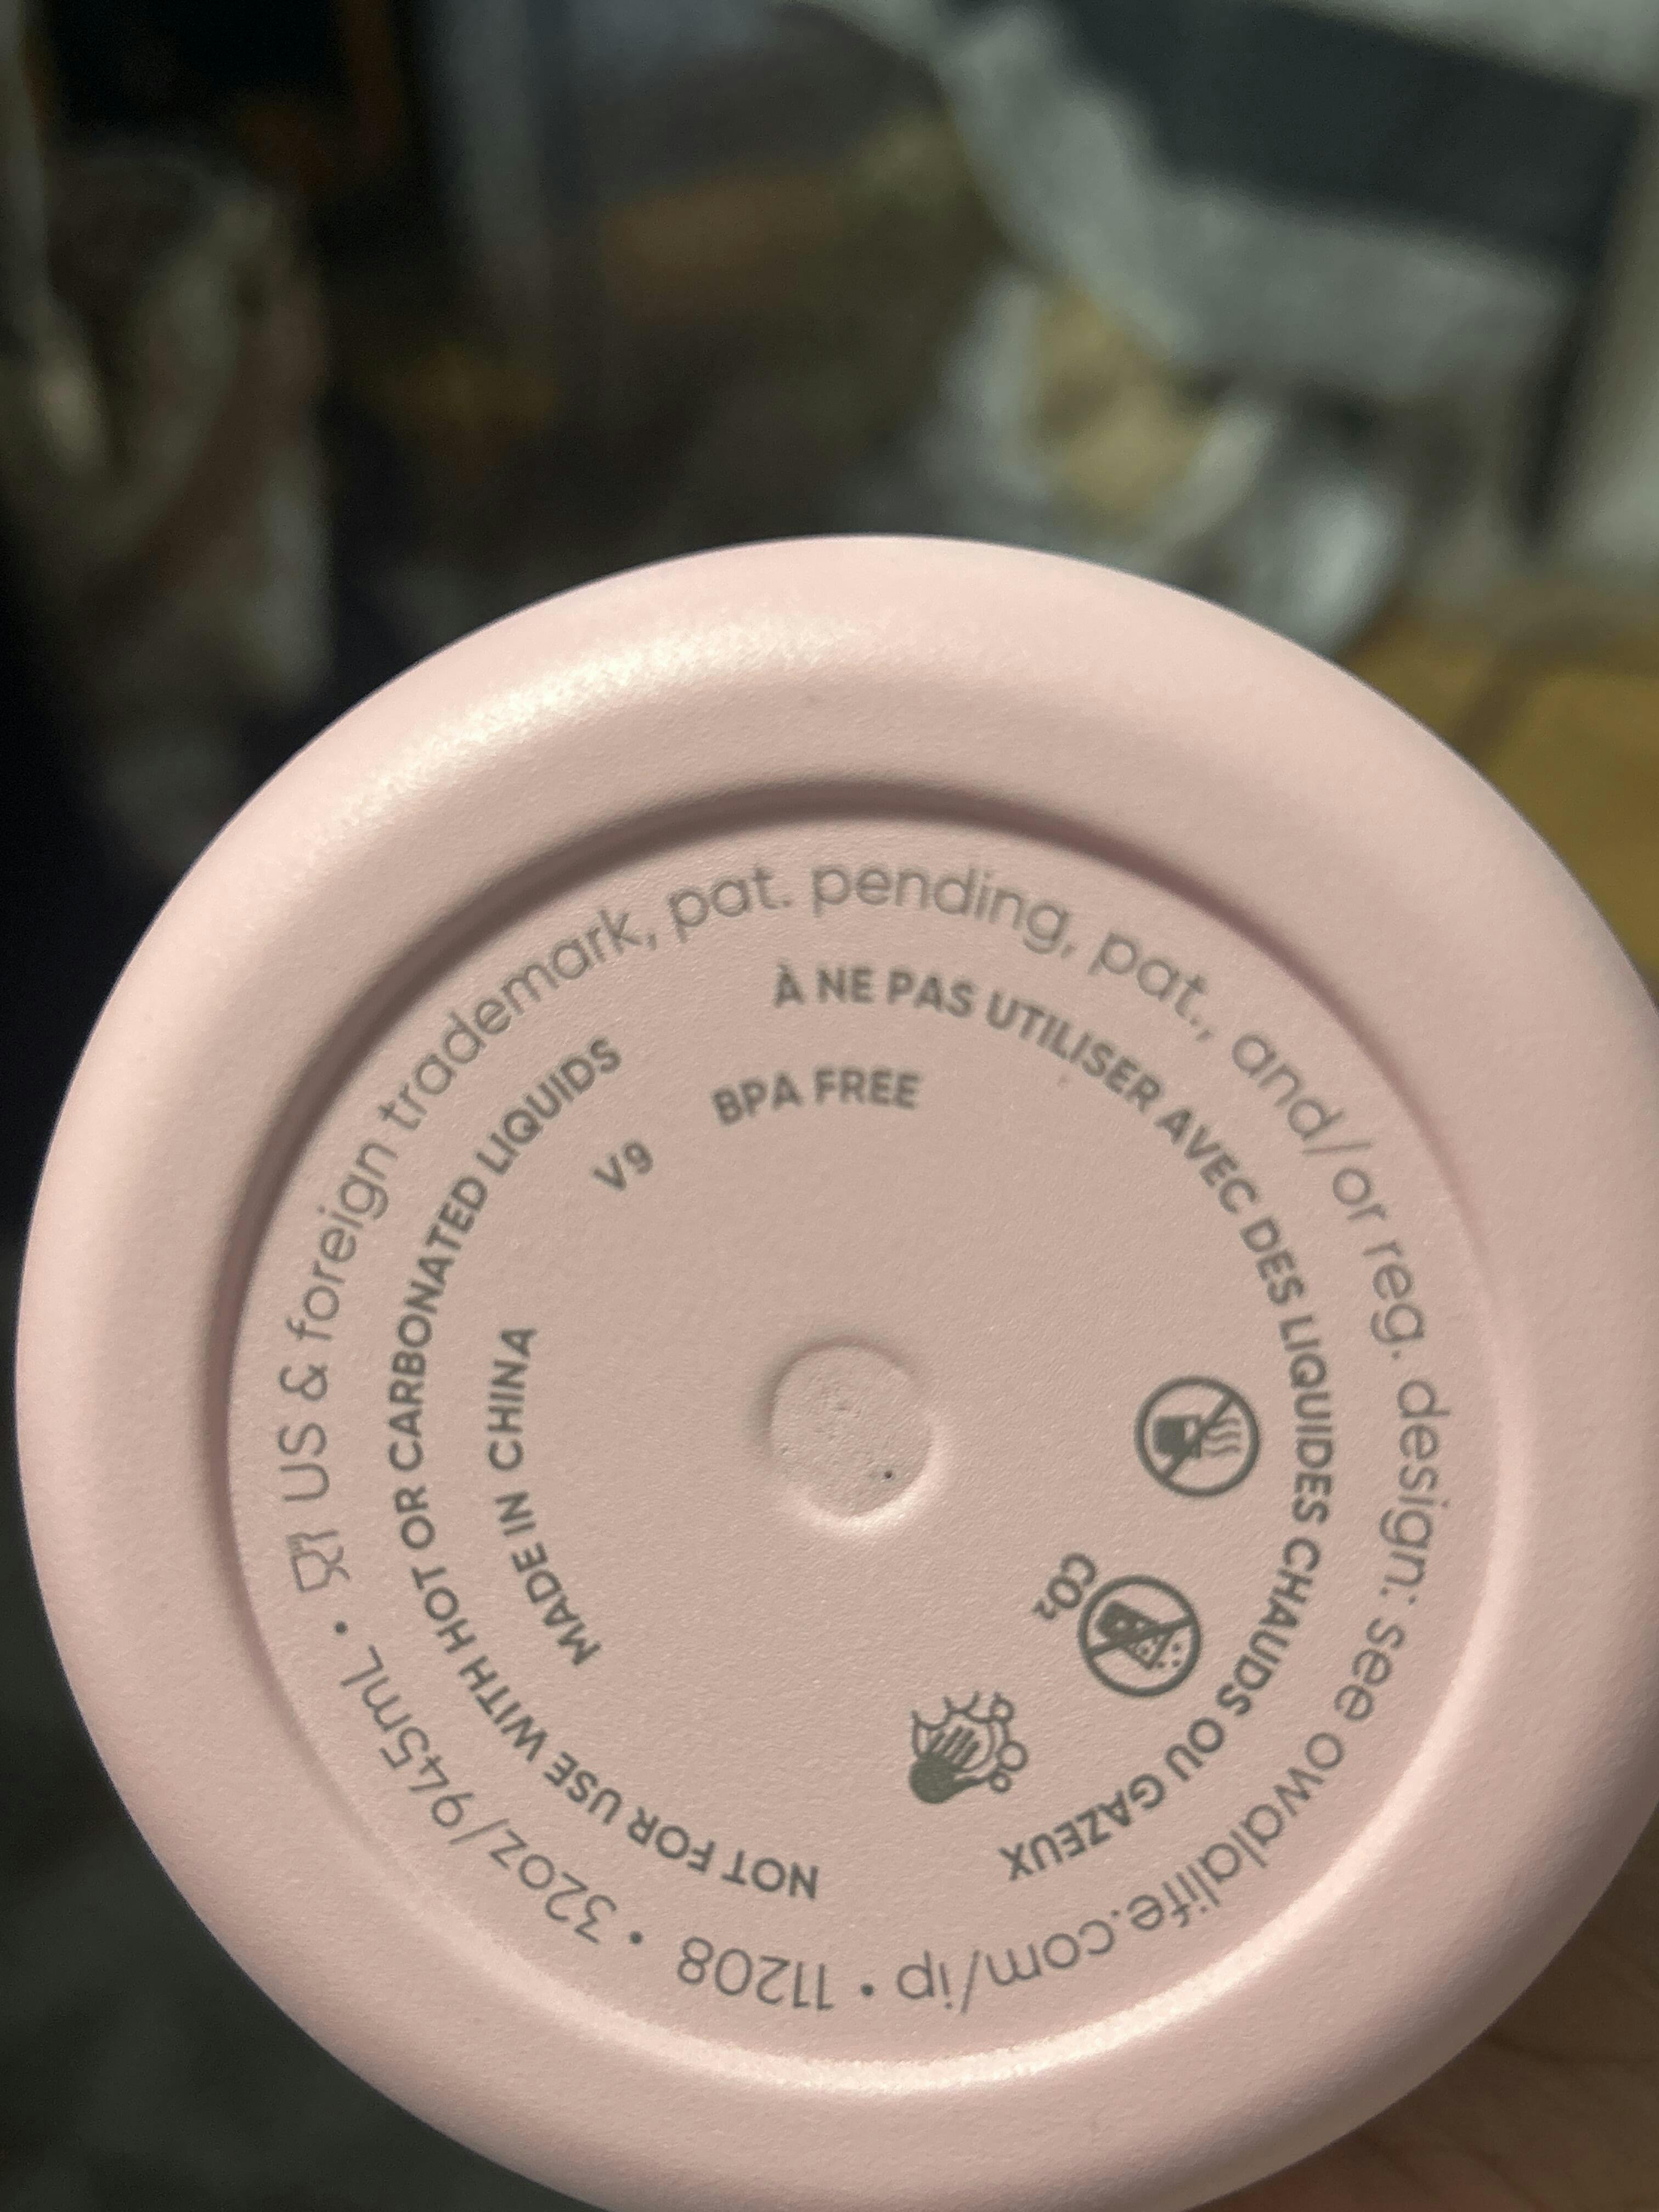 US & foreign trademark, pat. pending, pat., and/or reg. design: see owalalife.com/ip • 11208 • 32oz/945mL •
NOT FOR USE WITH HOT OR CARBONATED LIQUIDS
À NE PAS UTILISER AVEC DES LIQUIDES CHAUDS OU GAZEUX
MADE IN CHINA
V9
BPA FREE
CO₂